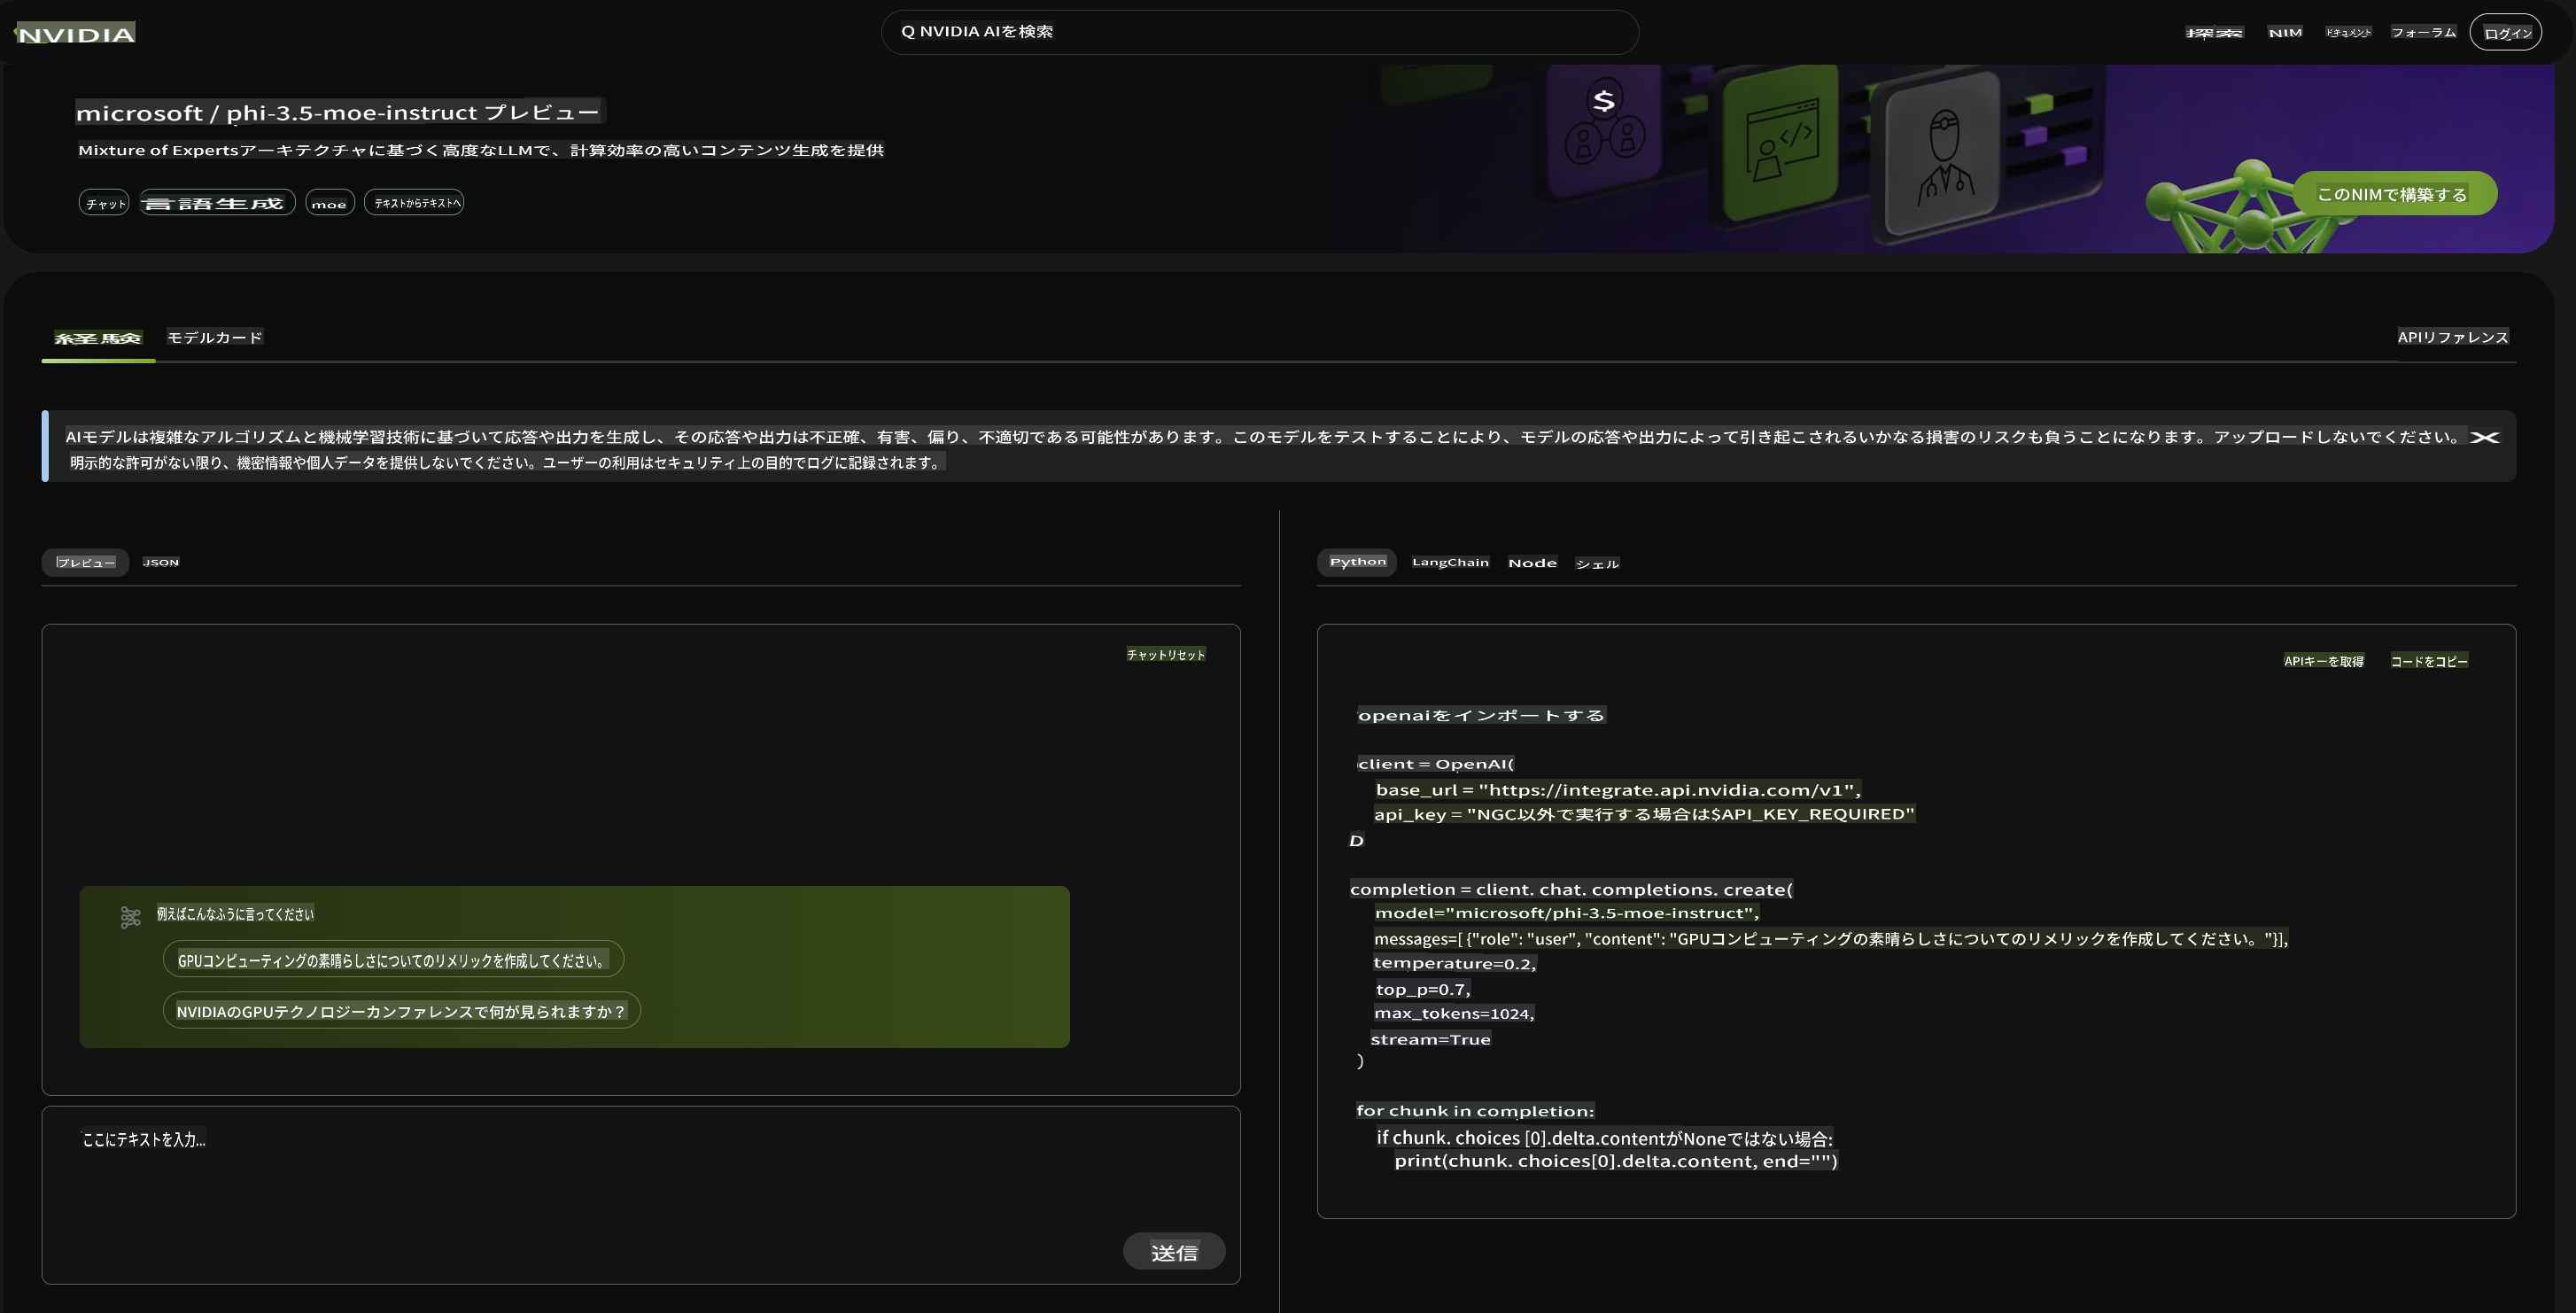 NVIDIA
Q NVIDIA AIを検索
探索
NIM
ドキュメント
フォーラム
ログイン
microsoft / phi-3.5-moe-instruct プレビュー
Mixture of Expertsアーキテクチャに基づく高度なLLMで、計算効率の高いコンテンツ生成を提供
チャット
言語生成
moe
テキストからテキストへ
$
</>
このNIMで構築する
経験
モデルカード
APIリファレンス
AIモデルは複雑なアルゴリズムと機械学習技術に基づいて応答や出力を生成し、その応答や出力は不正確、有害、偏り、不適切である可能性があります。このモデルをテストすることにより、モデルの応答や出力によって引き起こされるいかなる損害のリスクも負うことになります。アップロードしないでください。
明示的な許可がない限り、機密情報や個人データを提供しないでください。ユーザーの利用はセキュリティ上の目的でログに記録されます。
プレビュー
JSON
Python
LangChain
Node
シェル
チャットリセット
APIキーを取得
コードをコピー
openaiをインポートする
client = OpenAI(
base_url = "https://integrate.api.nvidia.com/v1",
api_key = "NGC以外で実行する場合は$API_KEY_REQUIRED"
D
completion = client. chat. completions. create(
model="microsoft/phi-3.5-moe-instruct",
messages=[ {"role": "user", "content": "GPUコンピューティングの素晴らしさについてのリメリックを作成してください。"}],
temperature=0.2,
top_p=0.7,
max_tokens=1024,
stream=True
)
for chunk in completion:
if chunk. choices [0].delta.contentがNoneではない場合:
print(chunk. choices[0].delta.content, end="")
例えばこんなふうに言ってください
GPUコンピューティングの素晴らしさについてのリメリックを作成してください。
NVIDIAのGPUテクノロジーカンファレンスで何が見られますか？
ここにテキストを入力...
送信